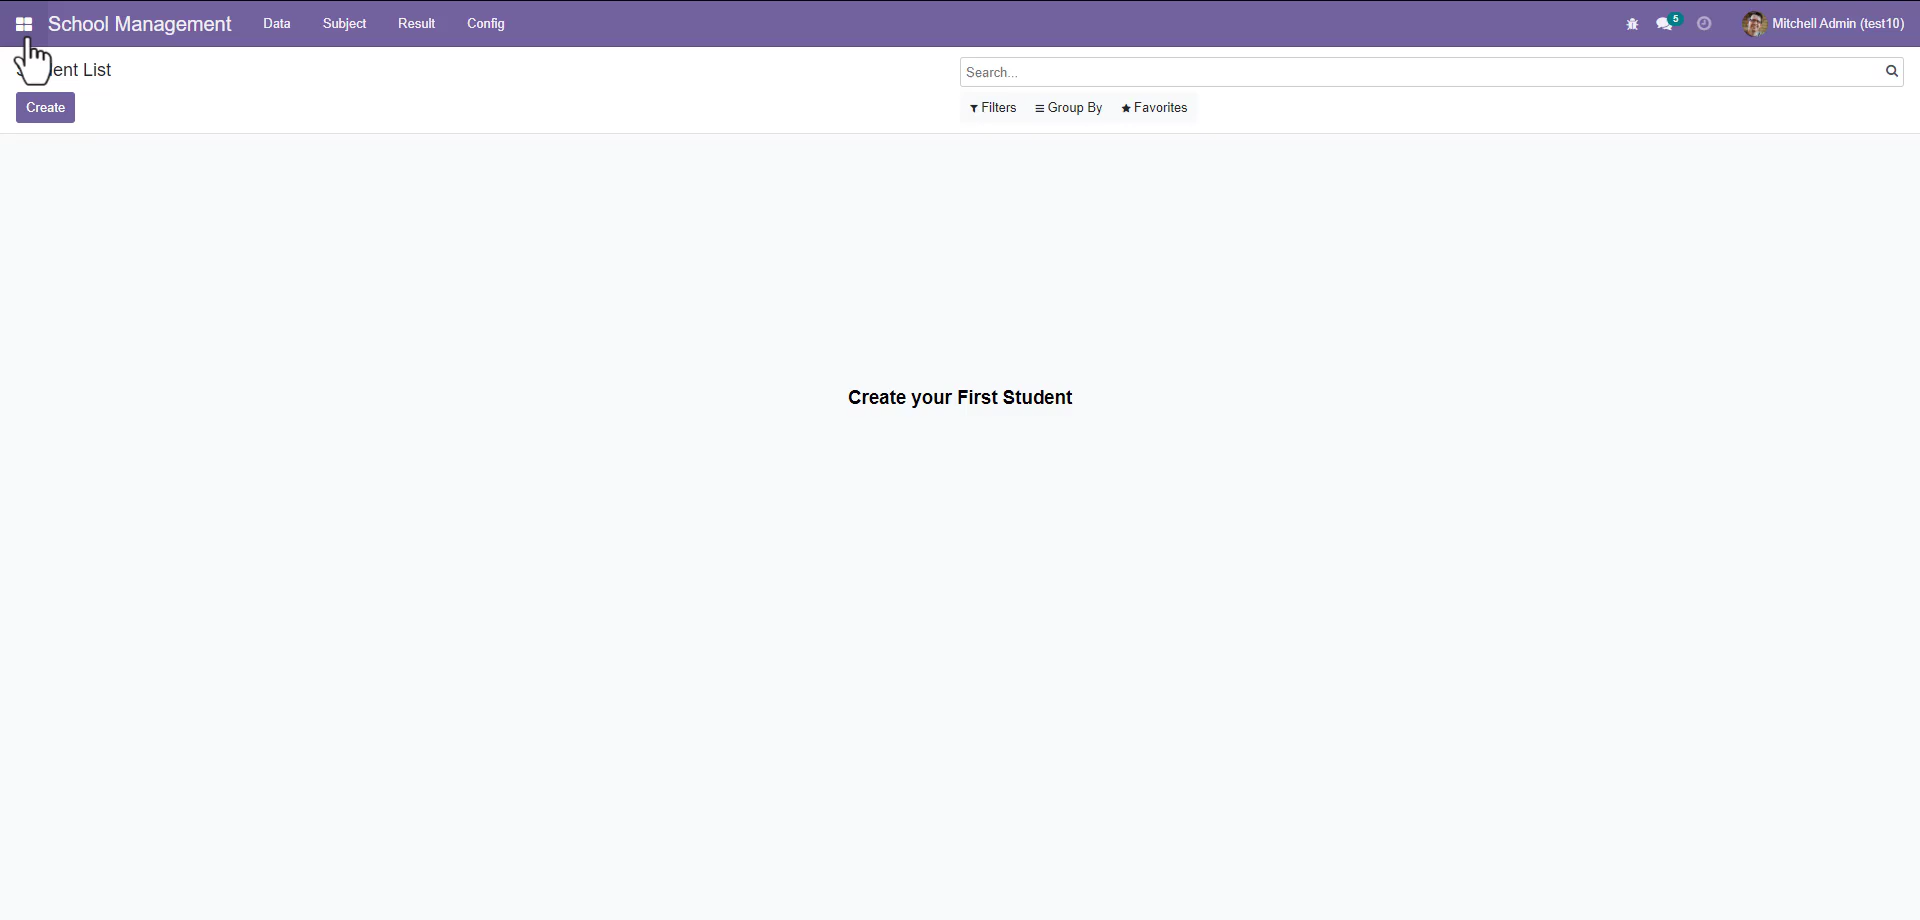 School Management Data Subject Result Config 5 Mitchell Admin (test10)
ent List
Search...
Create Filters Group By Favorites
Create your First Student